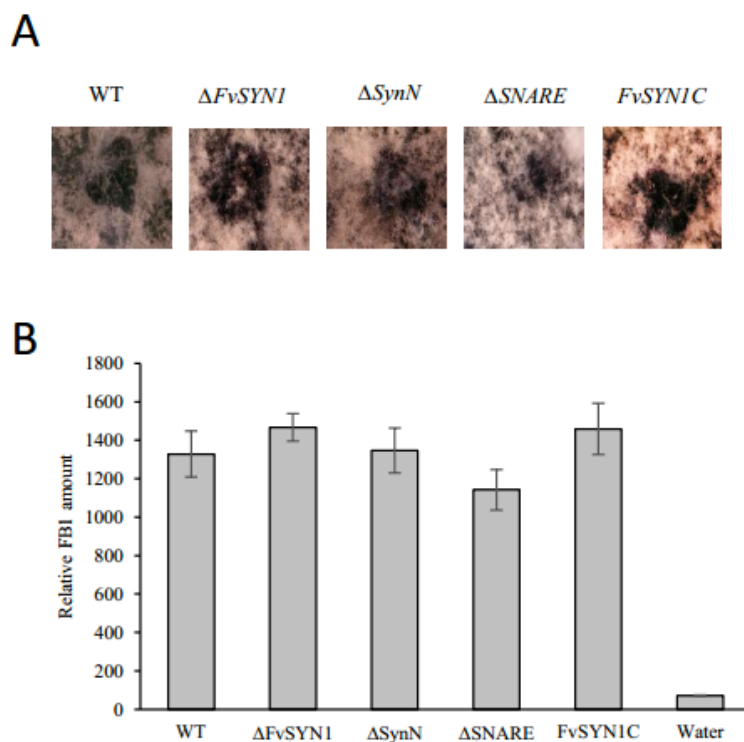 A
WT ΔFvSYN1 ΔSynN ΔSNARE FvSYN1C
B
1800
1600
1400
1200
1000
800
600
400
200
0
Relative FB1 amount
WT ΔFvSYN1 ΔSynN ΔSNARE FvSYN1C Water